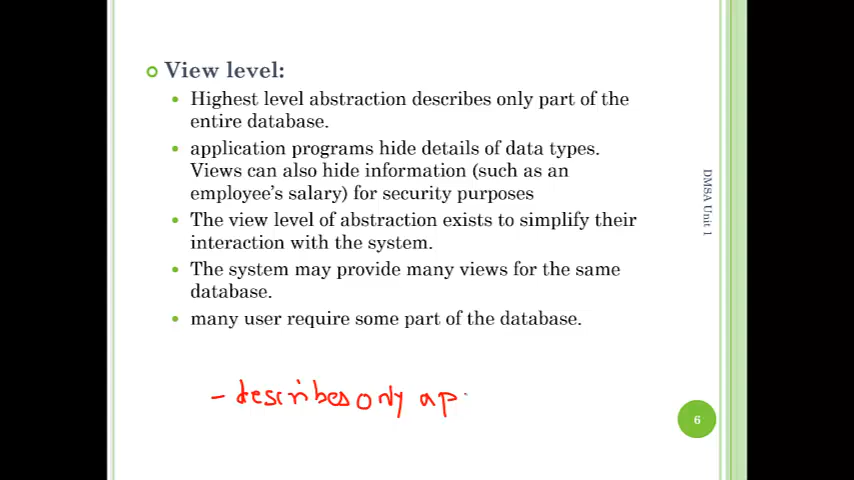 View level:
Highest level abstraction describes only part of the
entire database.
application programs hide details of data types.
Views can also hide information (such as an
employee's salary) for security purposes
The view level of abstraction exists to simplify their
interaction with the system.
The system may provide many views for the same
database.
many user require some part of the database.
- describes only a p
DMSA Unit 1
6